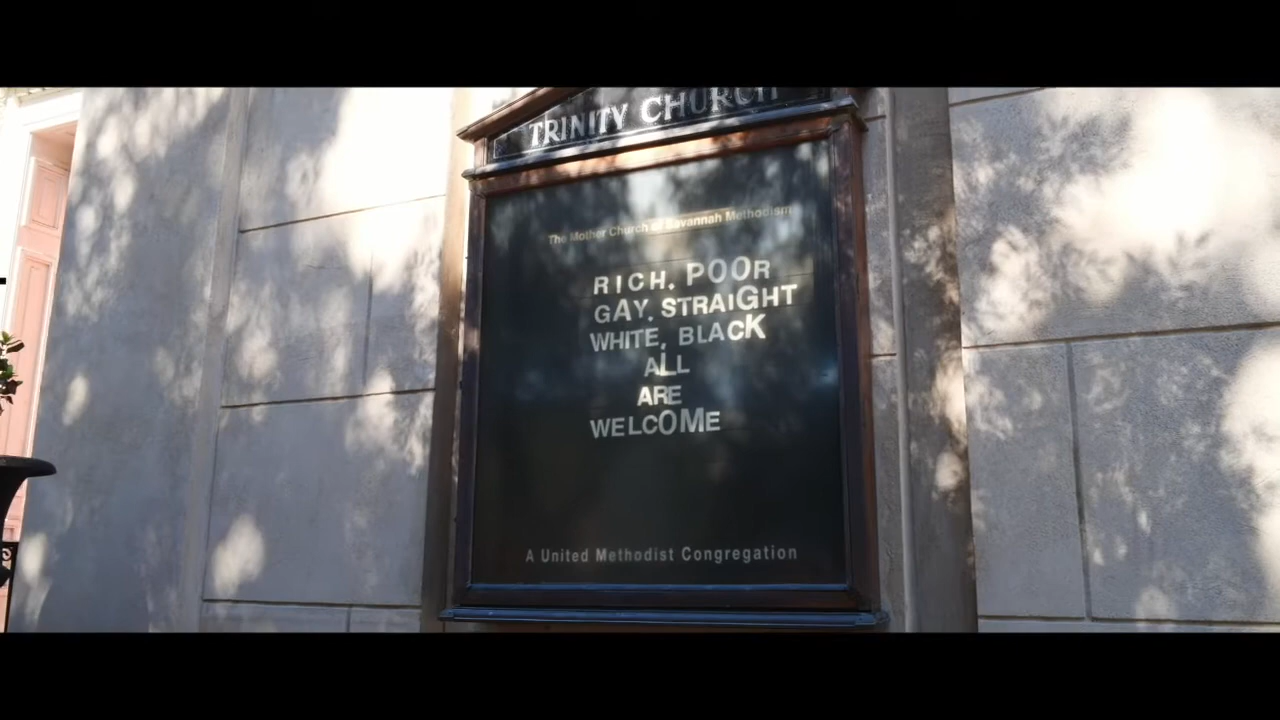 TRINITY CHURCH
The Mother Church of Savannah Methodism
RICH, POOR
GAY, STRAiGHT
WHITE, BLAcK
ALL
ARE
WELCOME
A United Methodist Congregation